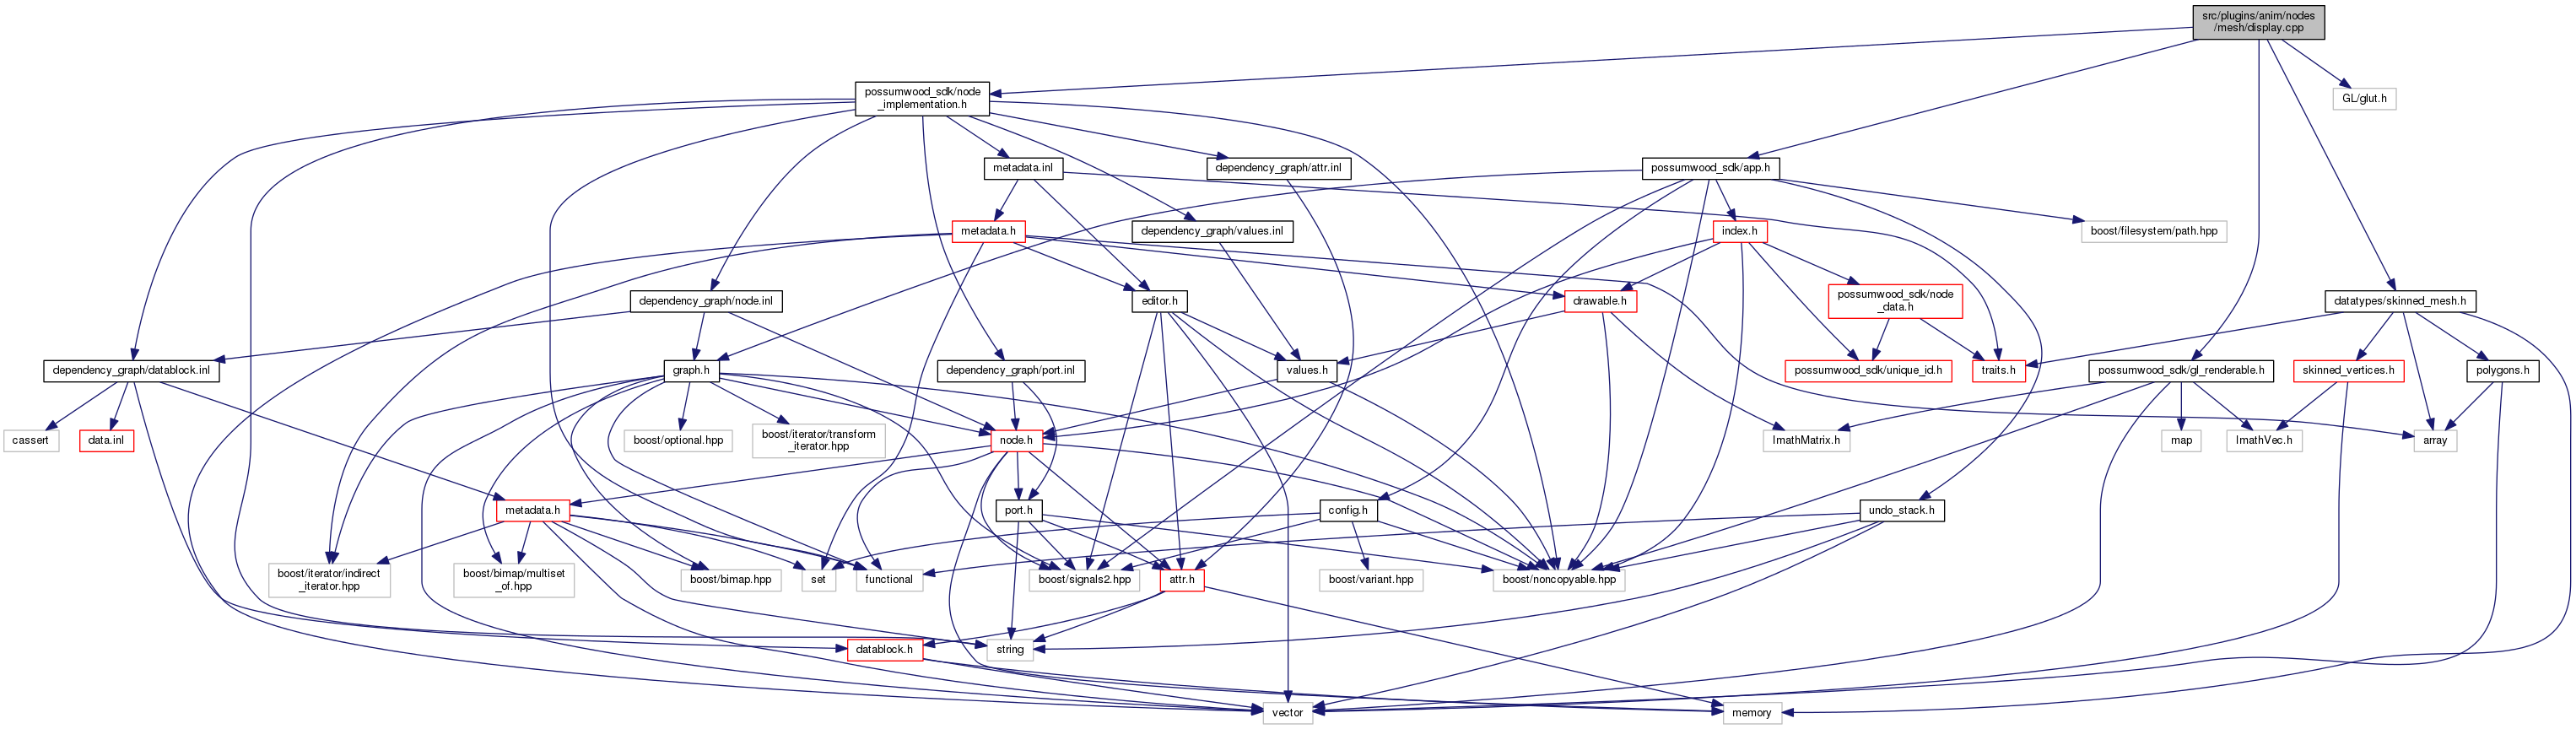 src/plugins/anim/nodes
/mesh/display.cpp
possumwood_sdk/node
_implementation.h
GL/glut.h
metadata.inl
dependency_graph/attr.inl
possumwood_sdk/app.h
metadata.h
dependency_graph/values.inl
index.h
boost/filesystem/path.hpp
dependency_graph/node.inl
editor.h
drawable.h
possumwood_sdk/node
_data.h
datatypes/skinned_mesh.h
dependency_graph/datablock.inl
graph.h
dependency_graph/port.inl
values.h
possumwood_sdk/unique_id.h
traits.h
possumwood_sdk/gl_renderable.h
skinned_vertices.h
polygons.h
cassert
data.inl
boost/optional.hpp
boost/iterator/transform
_iterator.hpp
node.h
ImathMatrix.h
map
ImathVec.h
array
metadata.h
port.h
config.h
undo_stack.h
boost/iterator/indirect
_iterator.hpp
boost/bimap/multiset
_of.hpp
boost/bimap.hpp
set
functional
boost/signals2.hpp
attr.h
boost/variant.hpp
boost/noncopyable.hpp
datablock.h
string
vector
memory